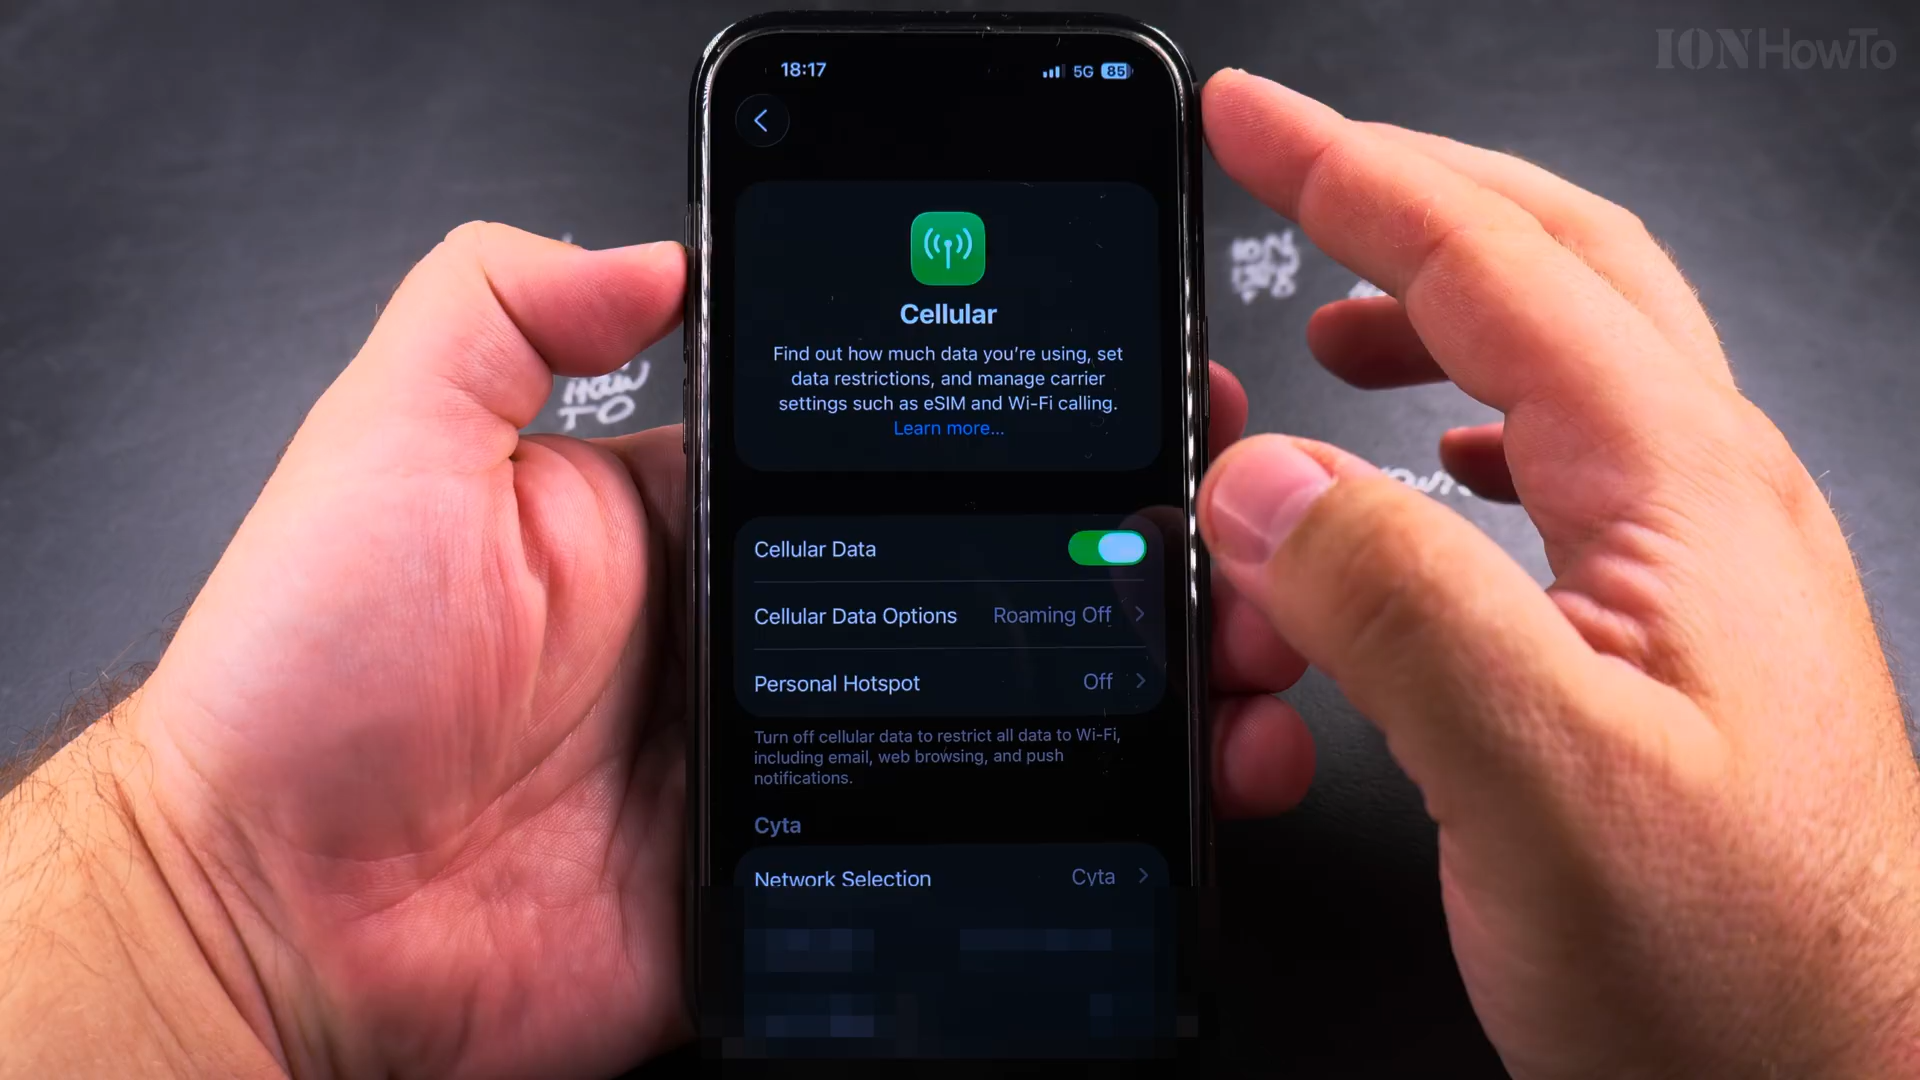 ION HowTo
18:17
5G
85
Cellular
Find out how much data you're using, set
data restrictions, and manage carrier
settings such as eSIM and Wi-Fi calling.
Learn more...
Cellular Data
Cellular Data Options Roaming Off
Personal Hotspot Off
Turn off cellular data to restrict all data to Wi-Fi,
including email, web browsing, and push
notifications.
Cyta
Network Selection Cyta
HOW
TO